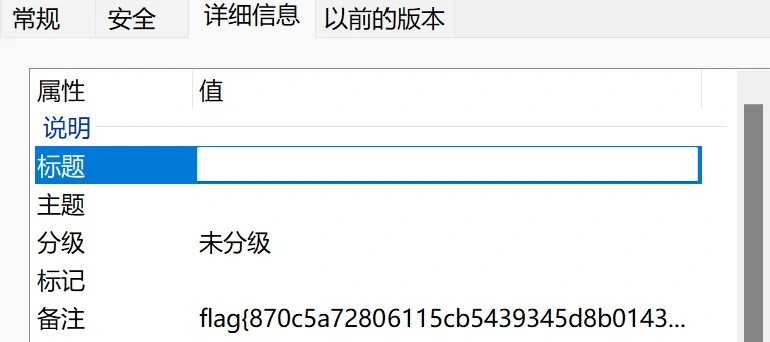 常规 安全 详细信息 以前的版本
属性 值
说明
标题
主题
分级 未分级
标记
备注 flag{870c5a72806115cb5439345d8b0143...